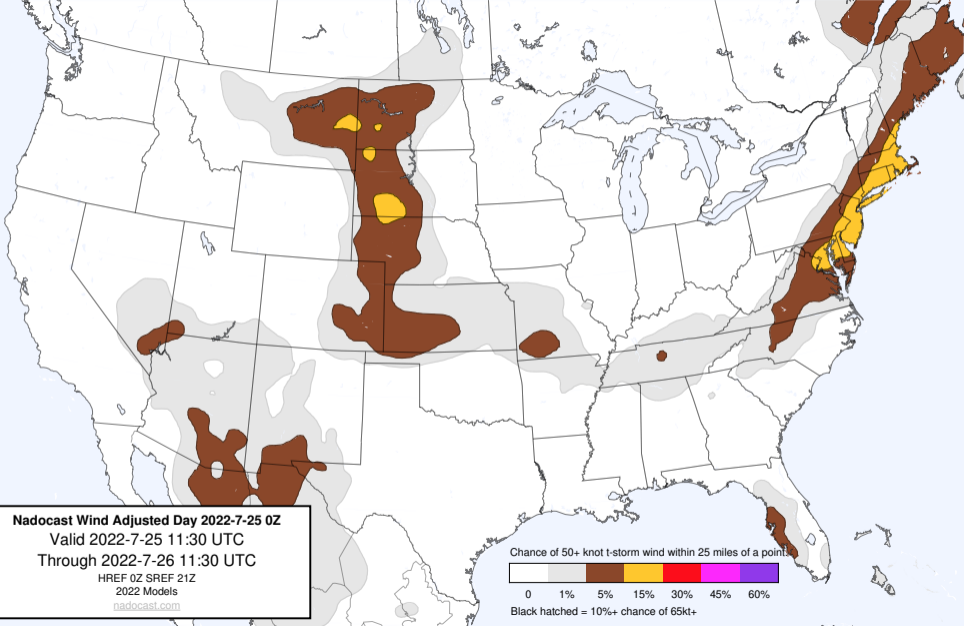 Nadocast Wind Adjusted Day 2022-7-25 0Z
Valid 2022-7-25 11:30 UTC
Through 2022-7-26 11:30 UTC
HREF 0Z SREF 21Z
2022 Models
nadocast.com
Chance of 50+ knot t-storm wind within 25 miles of a point.
0 1% 5% 15% 30% 45% 60%
Black hatched = 10%+ chance of 65kt+